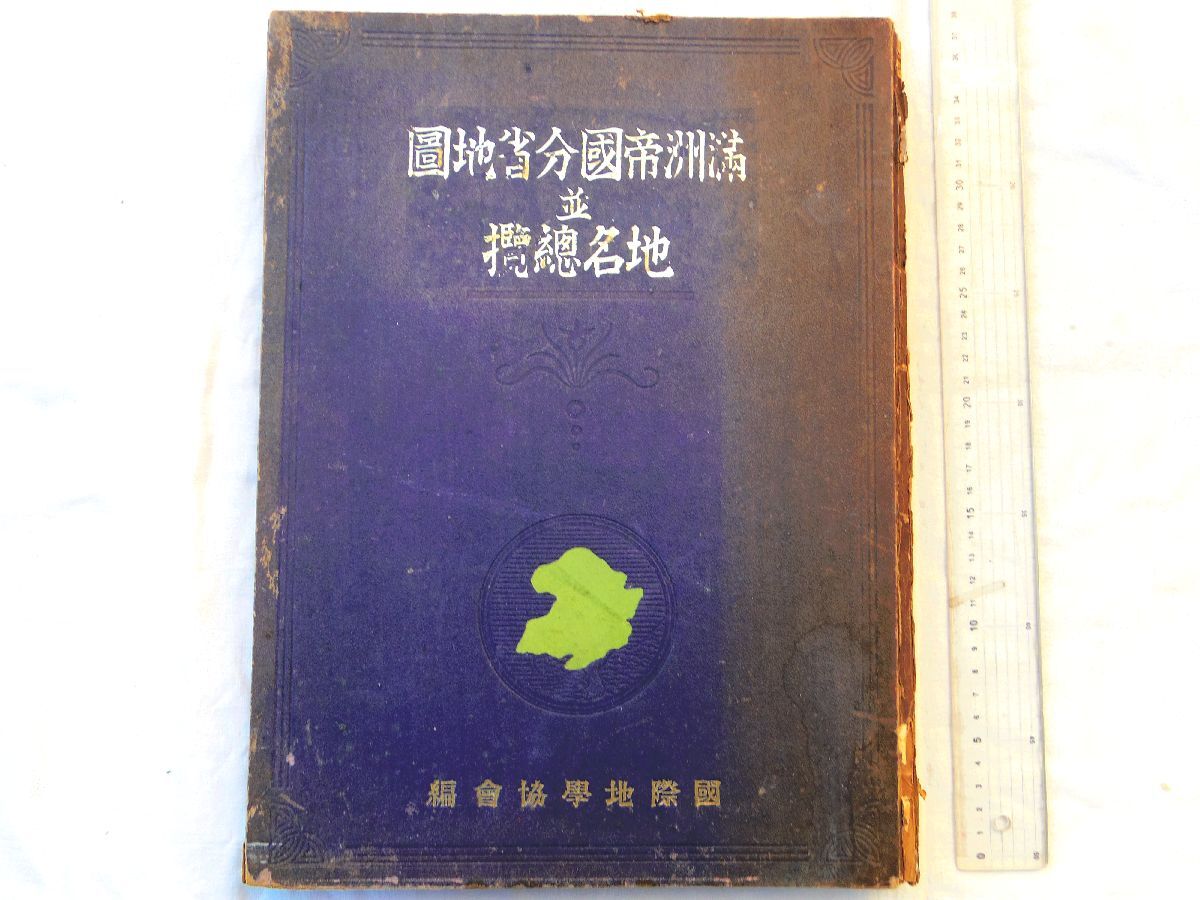 滿洲帝國分省地圖
並
地名總攬
國際地學協會編